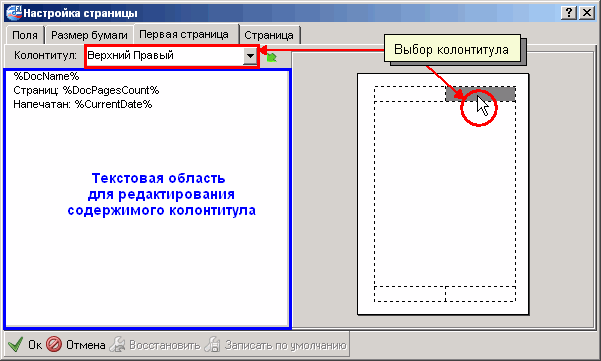 Настройка страницы
Поля Размер бумаги Первая страница Страница
Колонтитул: Верхний Правый
Выбор колонтитула
%DocName%
Страниц: %DocPagesCount%
Напечатан: %CurrentDate%
Текстовая область
для редактирования
содержимого колонтитула
Ok Отмена Восстановить Записать по умолчанию